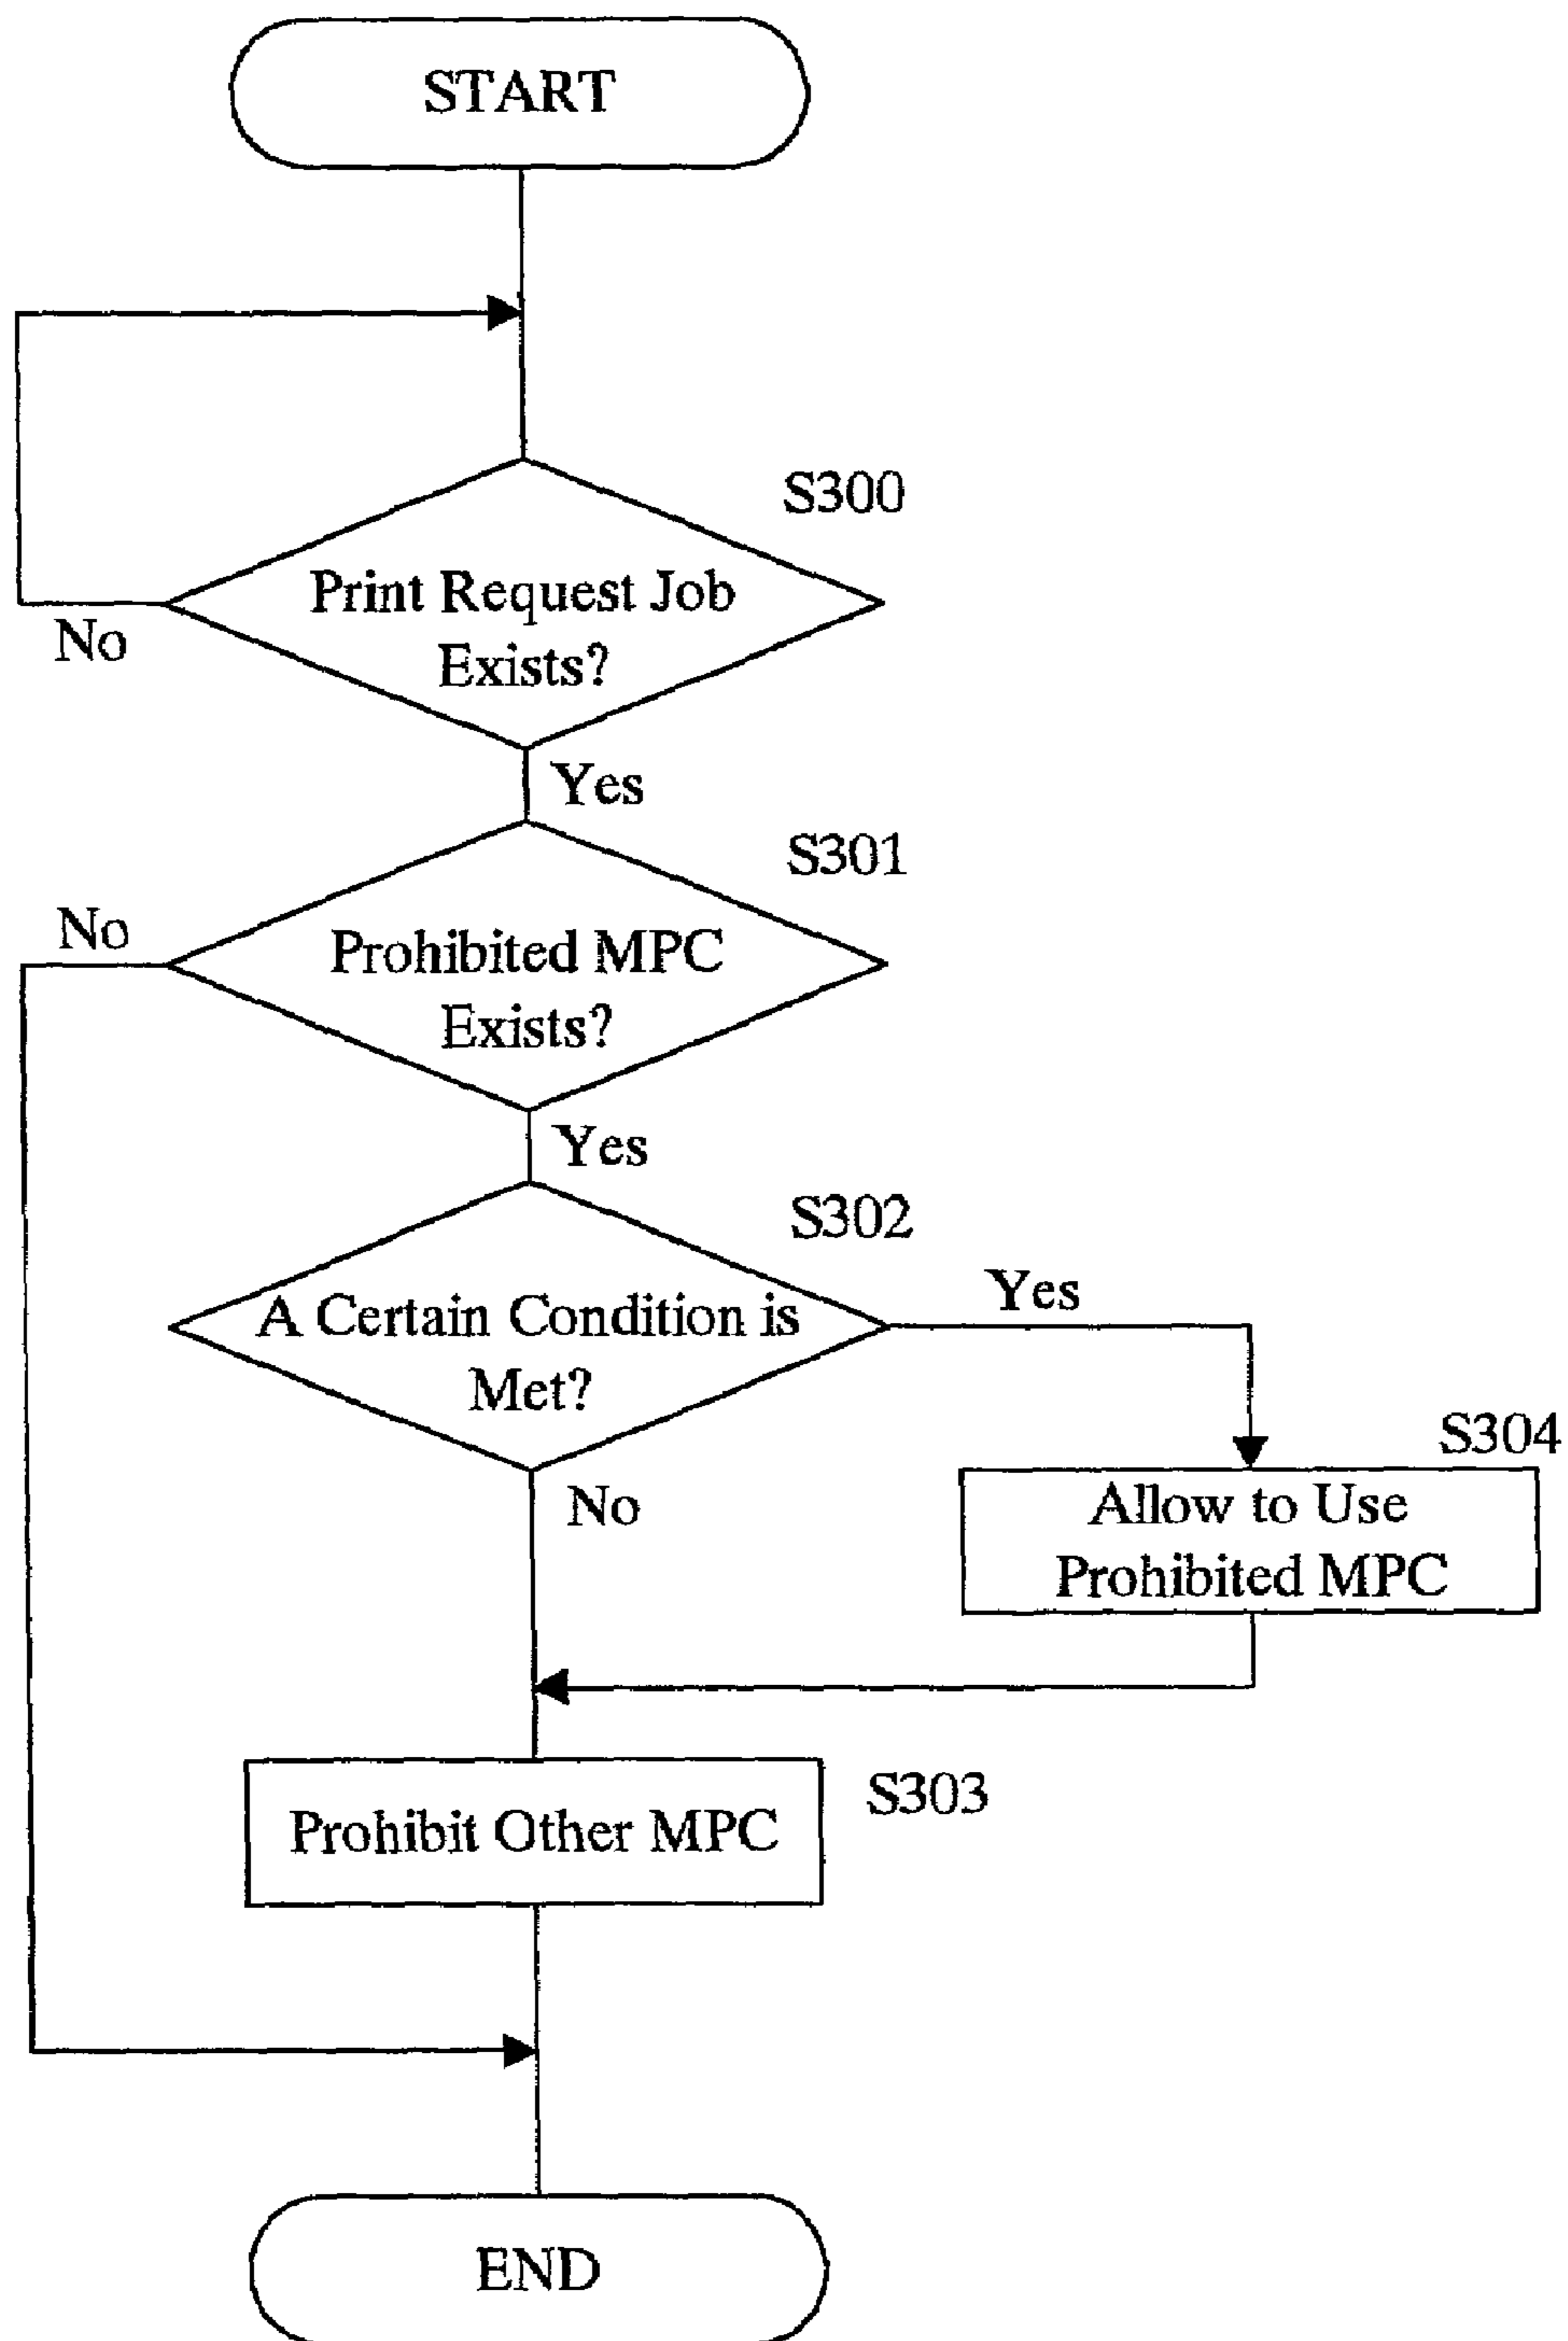 START
S300
Print Request Job
Exists?
No
Yes
S301
No
Prohibited MPC
Exists?
Yes
S302
Yes
A Certain Condition is
Met?
S304
No
Allow to Use
Prohibited MPC
S303
Prohibit Other MPC
END